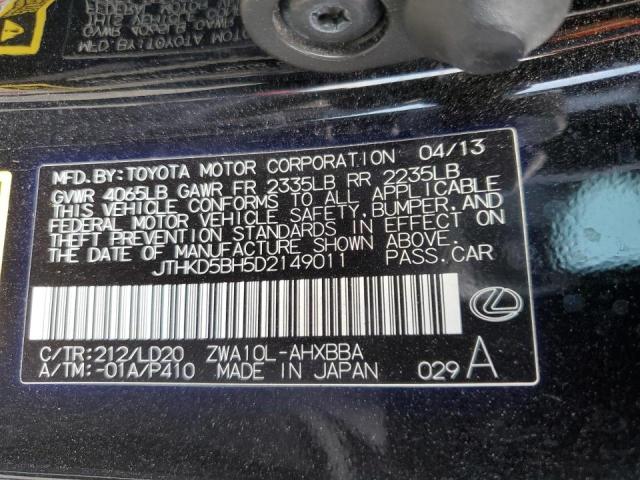 MFD.BY:TOYOTA MOTOR CORPORATION 04/13
GVWR 4065LB GAWR FR 2335LB RR 2235LB
THIS VEHICLE CONFORMS TO ALL APPLICABLE
FEDERAL MOTOR VEHICLE SAFETY, BUMPER, AND
THEFT PREVENTION STANDARDS IN EFFECT ON
THE DATE OF MANUFACTURE SHOWN ABOVE.
JTHKD5BH5D2149011 PASS.CAR
C/TR:212/LD20 ZWA10L-AHXBBA
A/TM:-01A/P410 MADE IN JAPAN 029 A